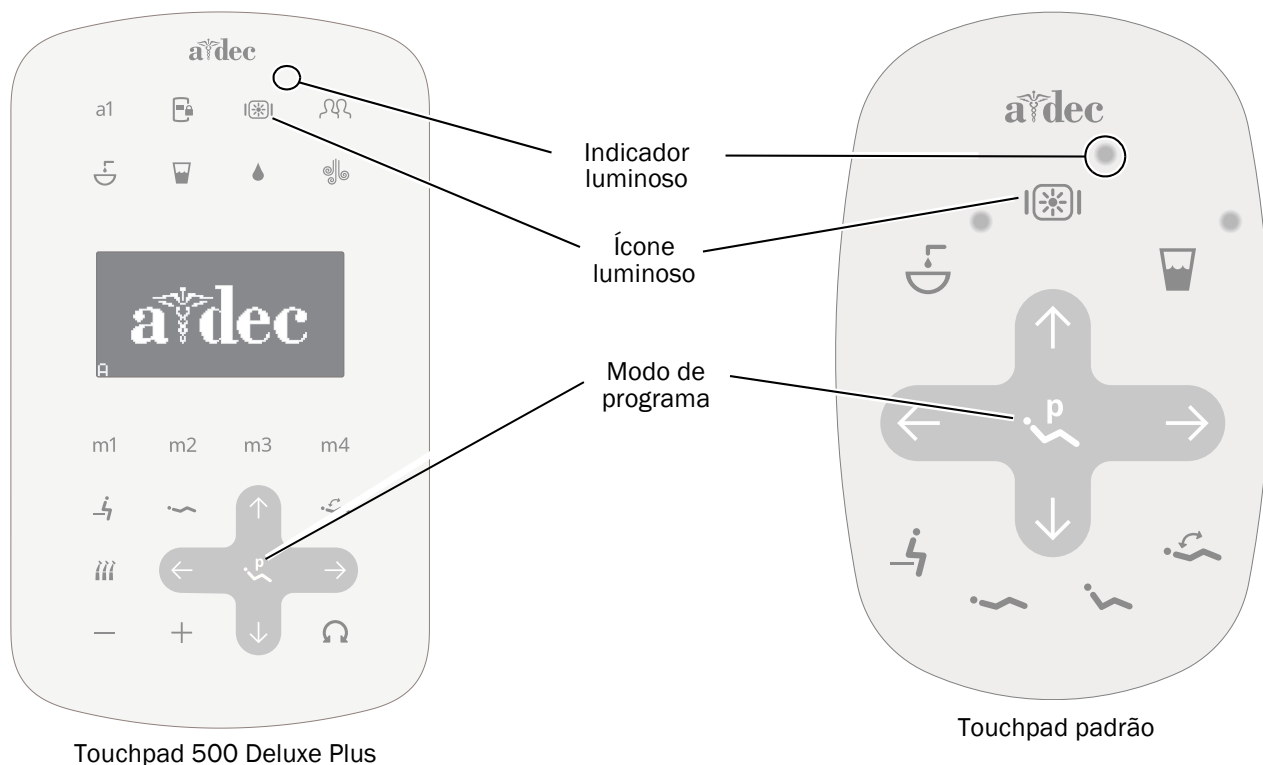 a dec
a1
a dec
A
m1 m2 m3 m4
p
Touchpad 500 Deluxe Plus
Indicador
luminoso
Ícone
luminoso
Modo de
programa
a dec
p
Touchpad padrão